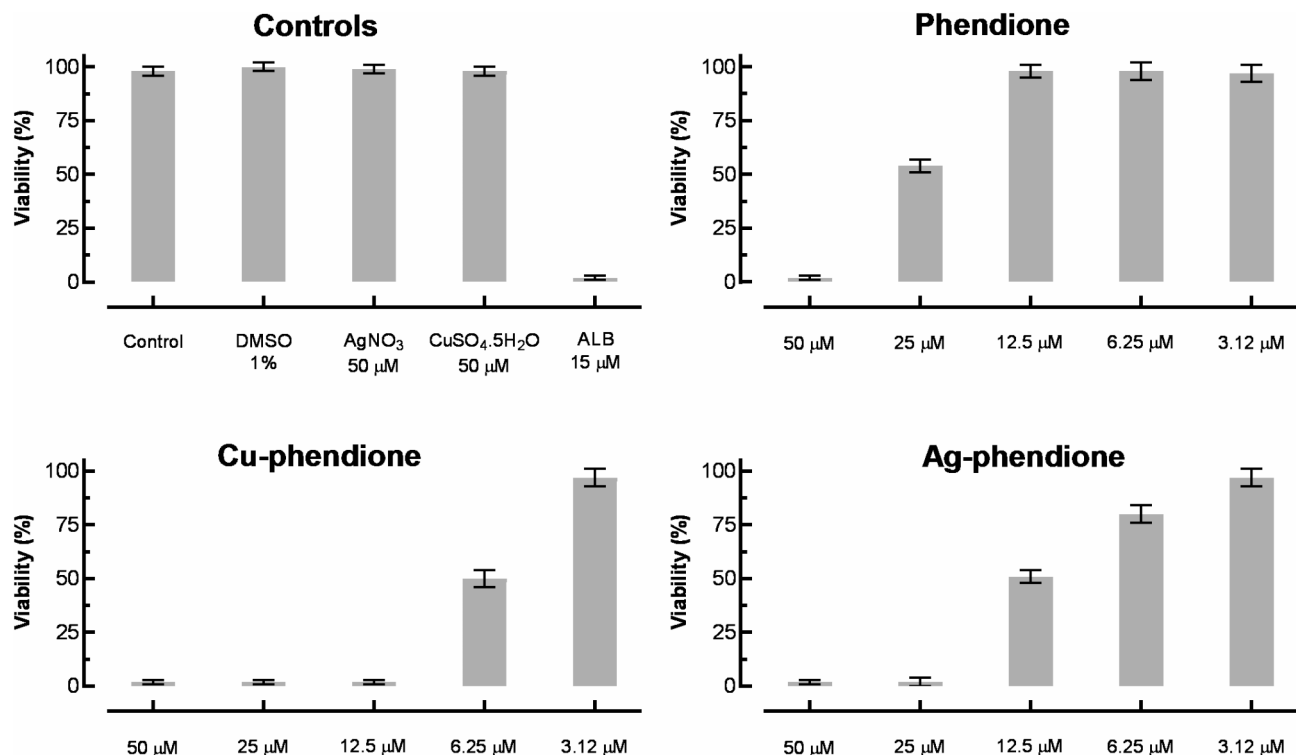 Controls
Viability (%)
100
75
50
25
0
Control
DMSO
1%
AgNO₃
50 µM
CuSO₄.5H₂O
50 µM
ALB
15 µM
Phendione
Viability (%)
100
75
50
25
0
50 µM
25 µM
12.5 µM
6.25 µM
3.12 µM
Cu-phendione
Viability (%)
100
75
50
25
0
50 µM
25 µM
12.5 µM
6.25 µM
3.12 µM
Ag-phendione
Viability (%)
100
75
50
25
0
50 µM
25 µM
12.5 µM
6.25 µM
3.12 µM